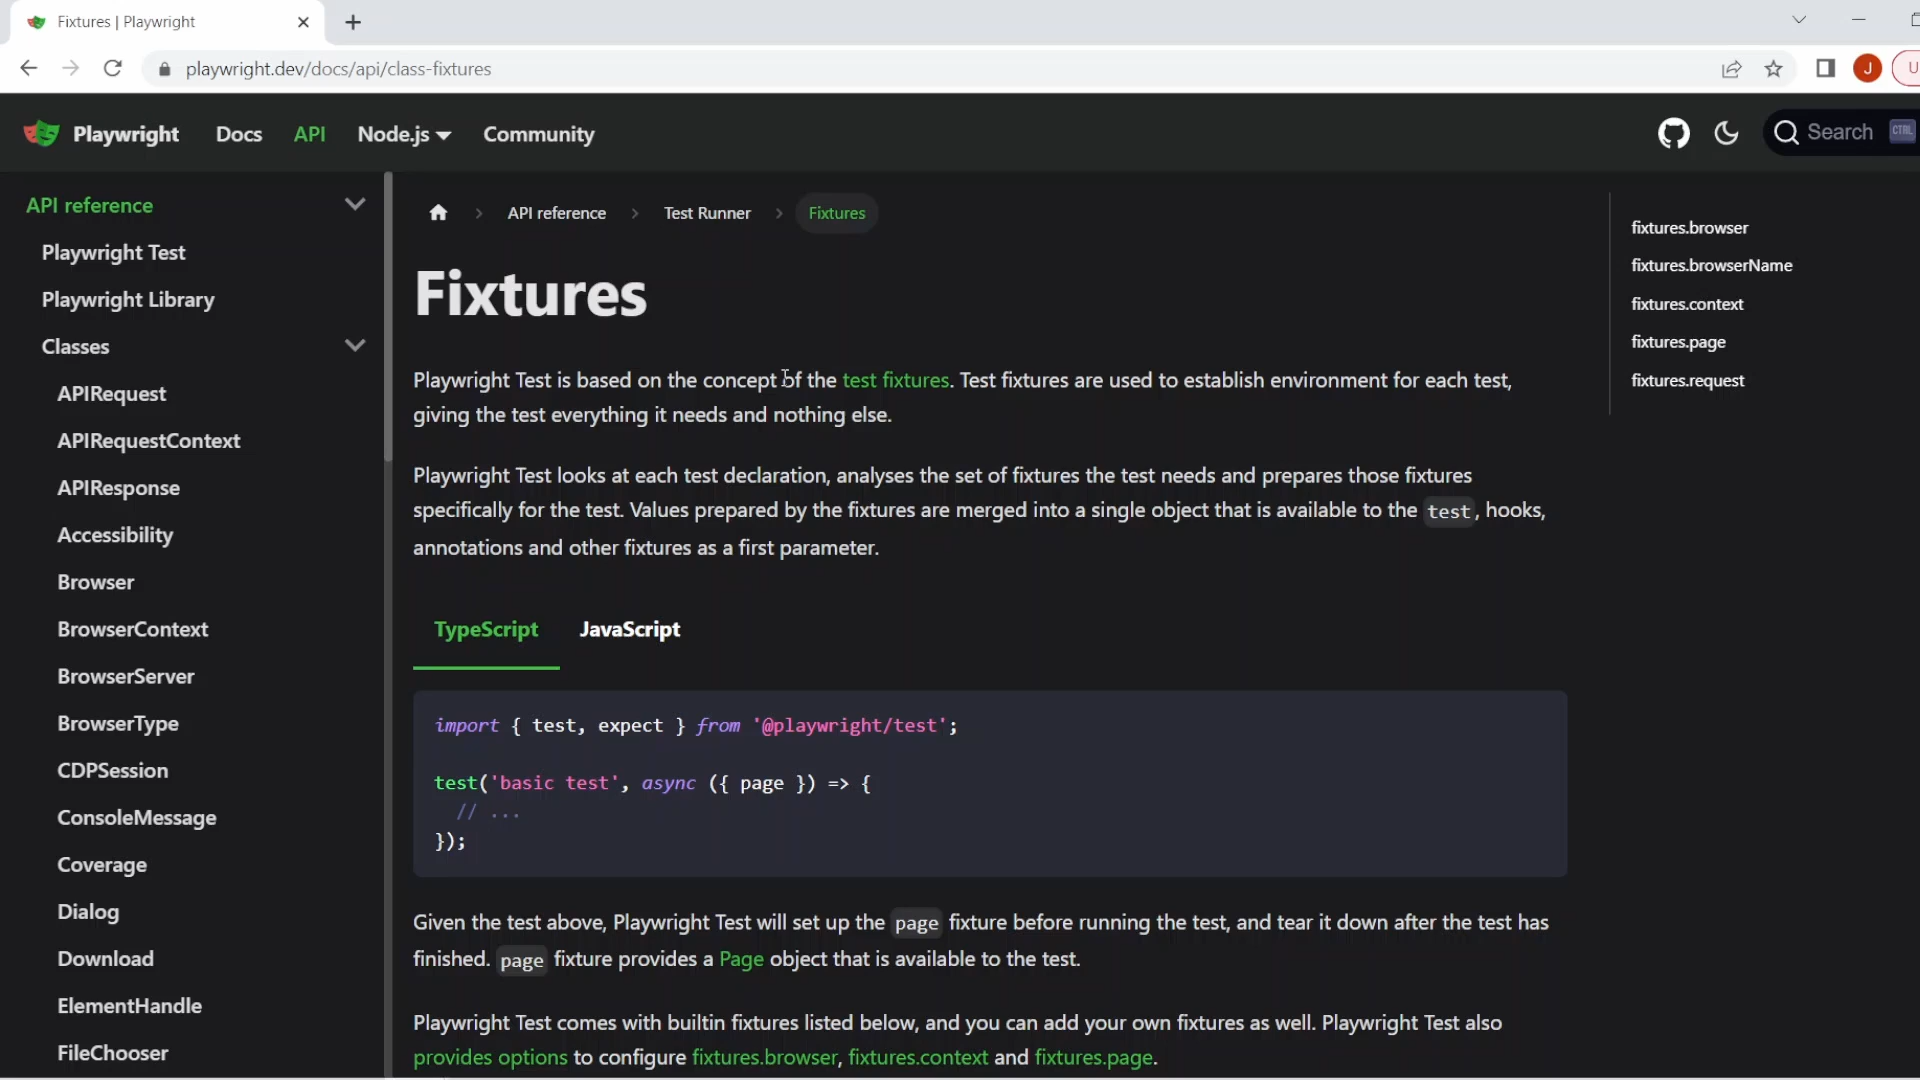 Fixtures | Playwright
playwright.dev/docs/api/class-fixtures
J
U
Playwright
Docs
API
Node.js
Community
Search
CTRL
API reference
Playwright Test
Playwright Library
Classes
APIRequest
APIRequestContext
APIResponse
Accessibility
Browser
BrowserContext
BrowserServer
BrowserType
CDPSession
ConsoleMessage
Coverage
Dialog
Download
ElementHandle
FileChooser
API reference
Test Runner
Fixtures
Fixtures
Playwright Test is based on the concept of the test fixtures. Test fixtures are used to establish environment for each test,
giving the test everything it needs and nothing else.
Playwright Test looks at each test declaration, analyses the set of fixtures the test needs and prepares those fixtures
specifically for the test. Values prepared by the fixtures are merged into a single object that is available to the test, hooks,
annotations and other fixtures as a first parameter.
TypeScript
JavaScript
import { test, expect } from '@playwright/test';
test('basic test', async ({ page }) => {
// ...
});
Given the test above, Playwright Test will set up the page fixture before running the test, and tear it down after the test has
finished. page fixture provides a Page object that is available to the test.
Playwright Test comes with builtin fixtures listed below, and you can add your own fixtures as well. Playwright Test also
provides options to configure fixtures.browser, fixtures.context and fixtures.page.
fixtures.browser
fixtures.browserName
fixtures.context
fixtures.page
fixtures.request